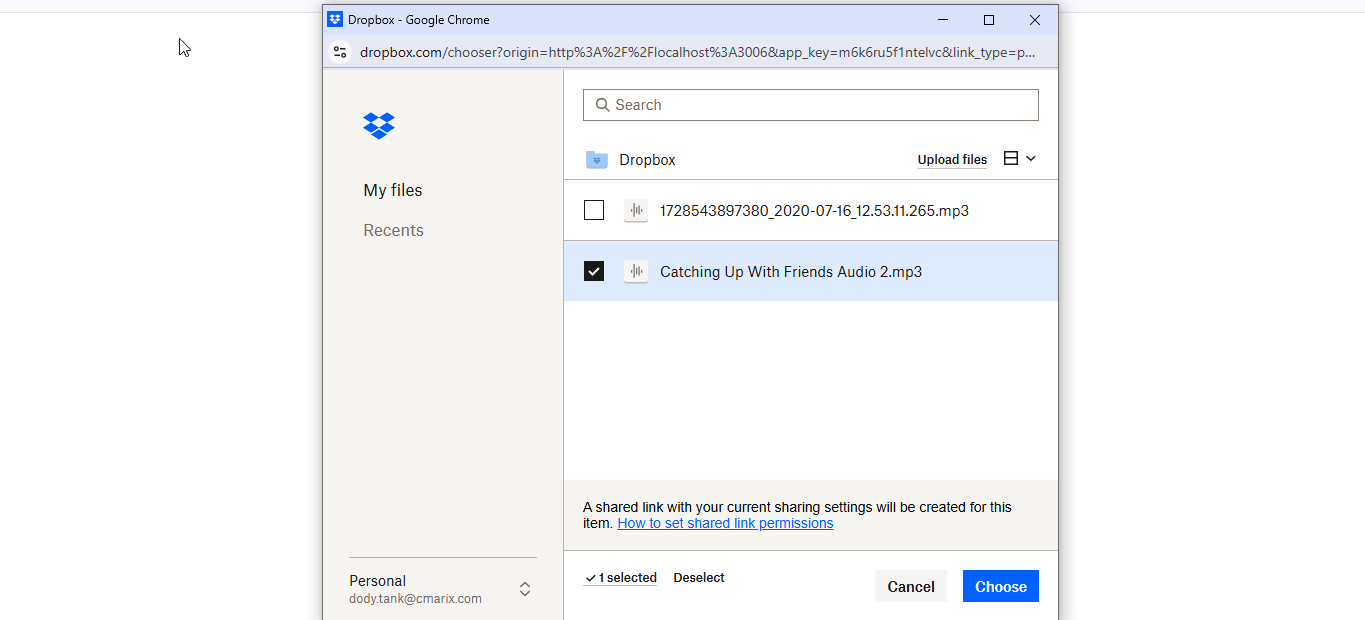 Dropbox - Google Chrome
dropbox.com/chooser?origin=http%3A%2F%2Flocalhost%3A3006&app_key=m6k6ru5f1ntelvc&link_type=p...
Search
Dropbox
Upload files
My files
Recents
1728543897380_2020-07-16_12.53.11.265.mp3
Catching Up With Friends Audio 2.mp3
A shared link with your current sharing settings will be created for this
item. How to set shared link permissions
Personal
dody.tank@cmarix.com
1 selected
Deselect
Cancel
Choose